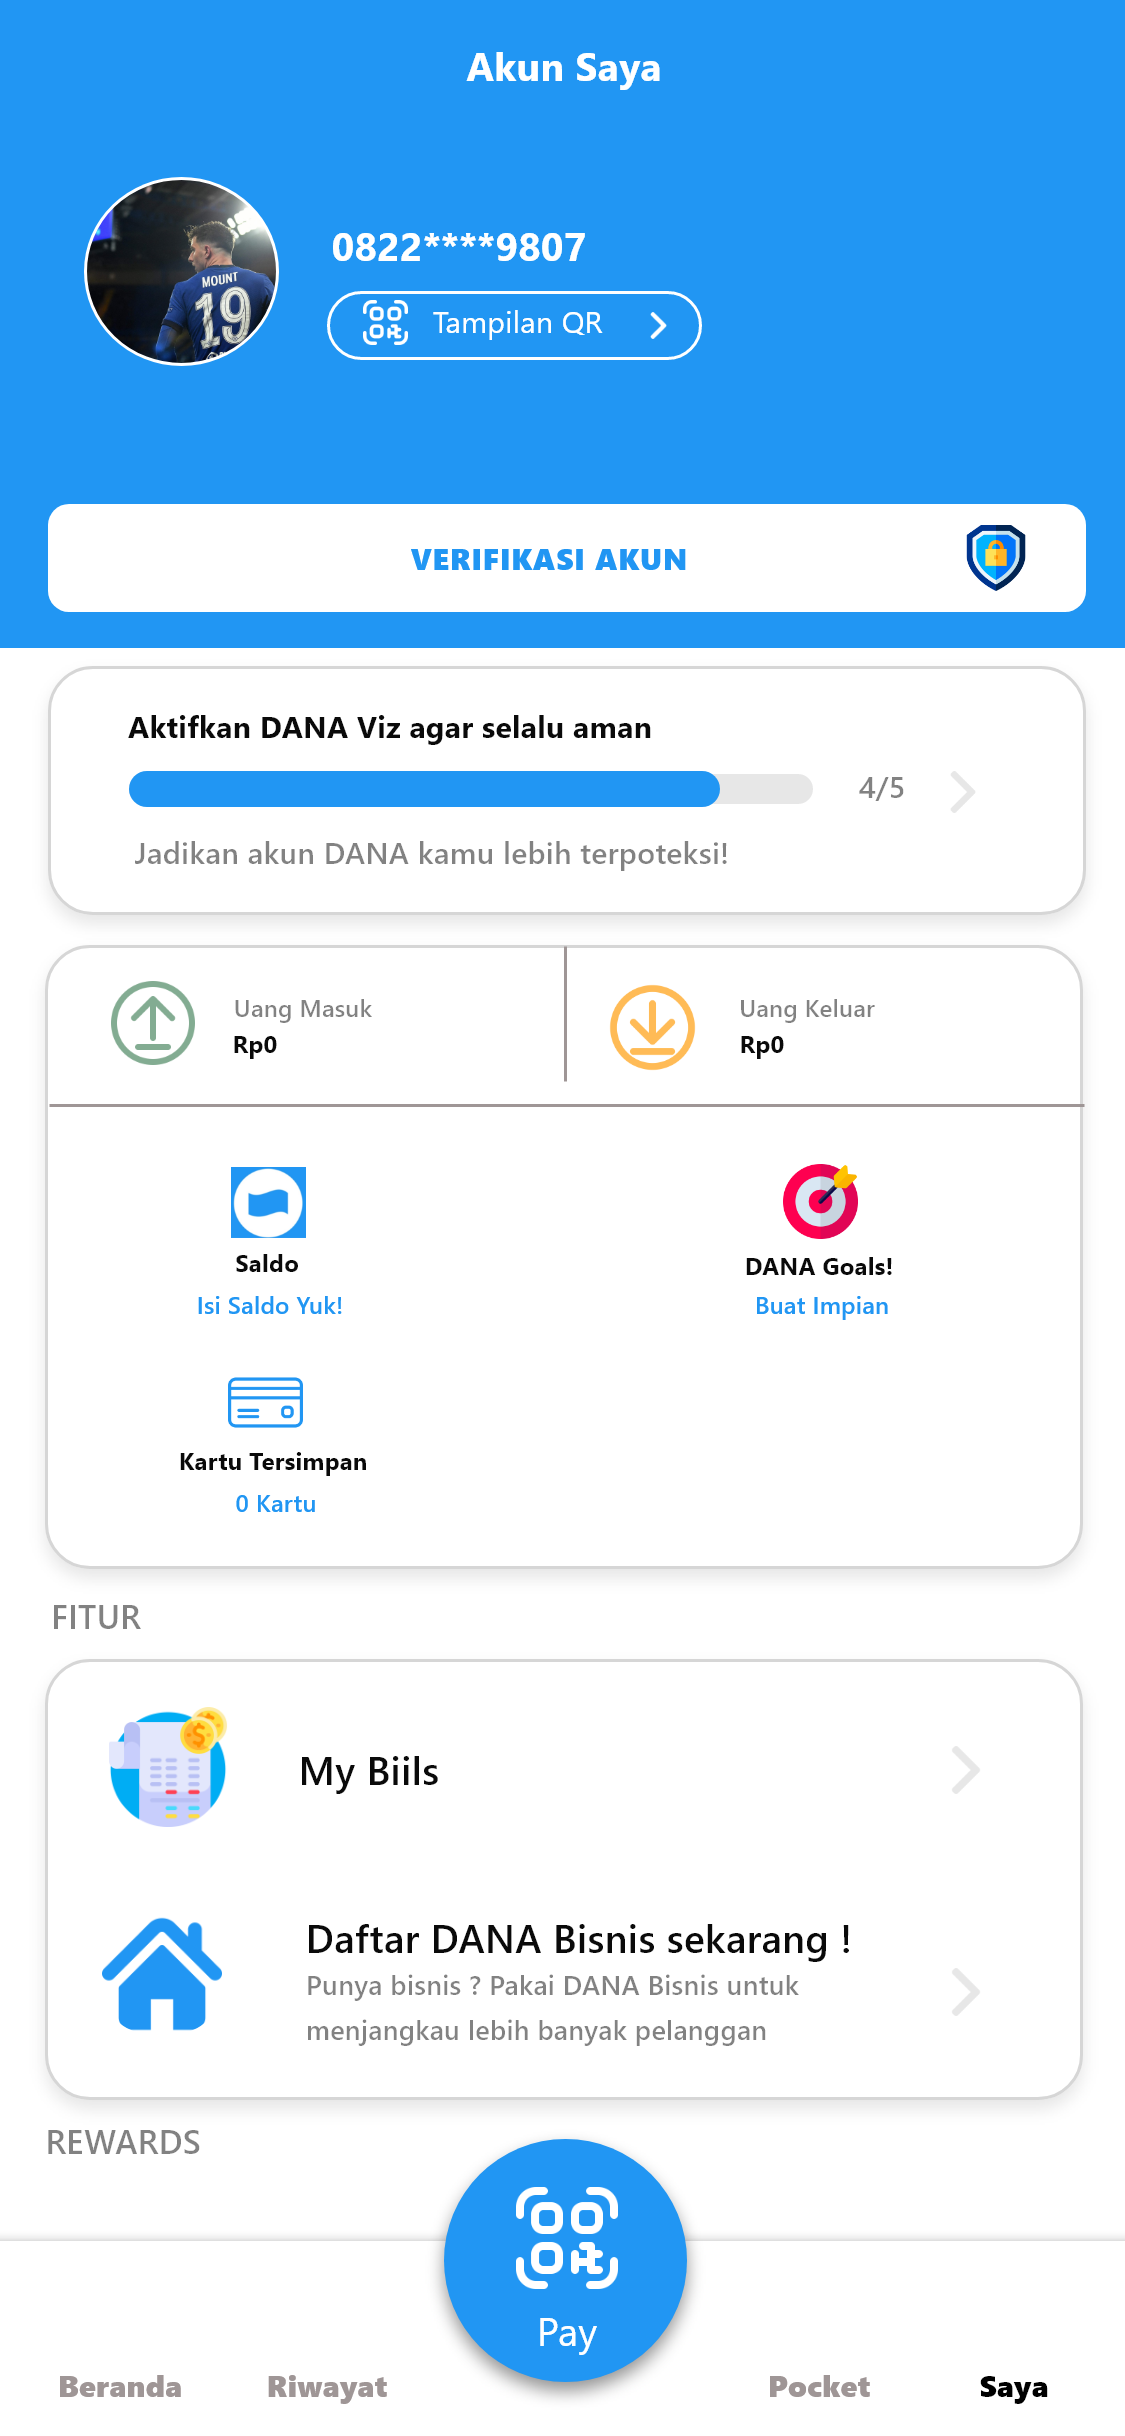 Akun Saya
MOUNT
19
0822****9807
Tampilan QR
VERIFIKASI AKUN
Aktifkan DANA Viz agar selalu aman
4/5
Jadikan akun DANA kamu lebih terpoteksi!
Uang Masuk
Rp0
Uang Keluar
Rp0
Saldo
Isi Saldo Yuk!
DANA Goals!
Buat Impian
Kartu Tersimpan
0 Kartu
FITUR
My Biils
Daftar DANA Bisnis sekarang !
Punya bisnis ? Pakai DANA Bisnis untuk
menjangkau lebih banyak pelanggan
REWARDS
Pay
Beranda
Riwayat
Pocket
Saya